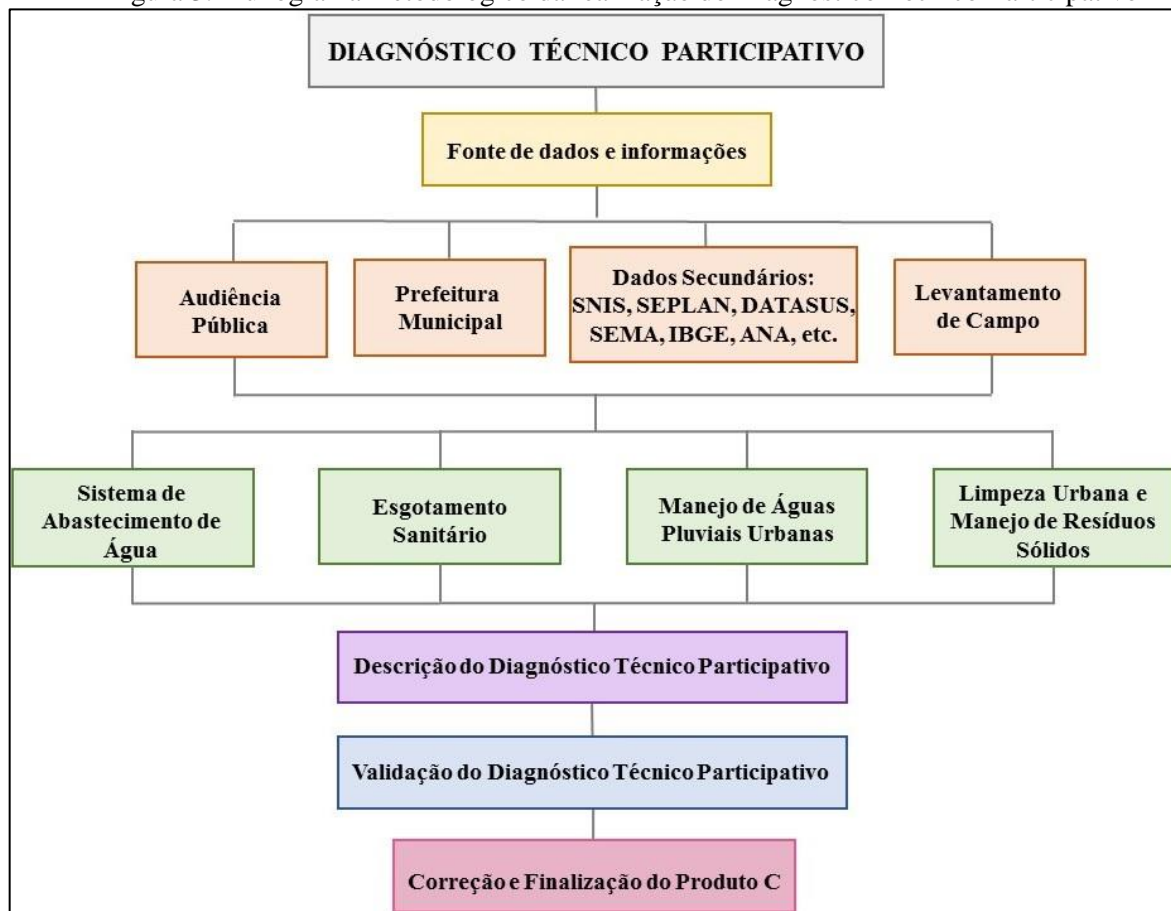 DIAGNÓSTICO TÉCNICO PARTICIPATIVO
Fonte de dados e informações
Audiência
Pública
Prefeitura
Municipal
Dados Secundários:
SNIS, SEPLAN, DATASUS,
SEMA, IBGE, ANA, etc.
Levantamento
de Campo
Sistema de
Abastecimento de
Água
Esgotamento
Sanitário
Manejo de Águas
Pluviais Urbanas
Limpeza Urbana e
Manejo de Resíduos
Sólidos
Descrição do Diagnóstico Técnico Participativo
Validação do Diagnóstico Técnico Participativo
Correção e Finalização do Produto C